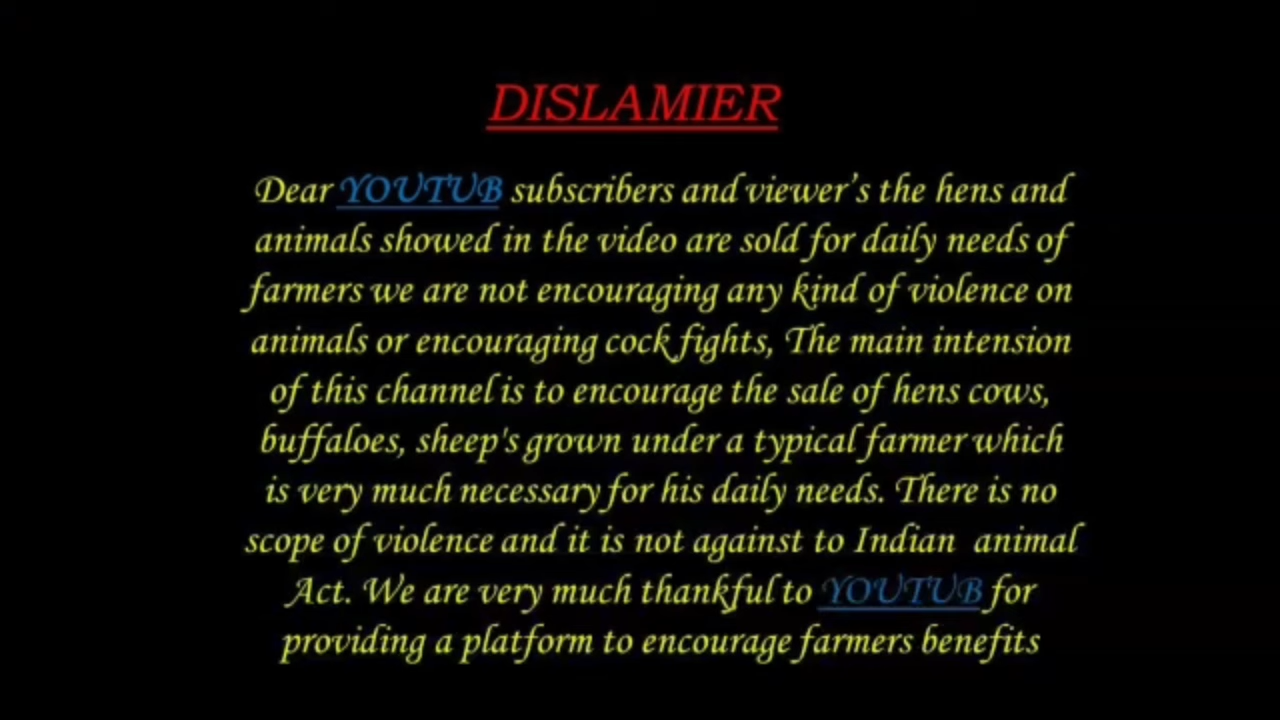 DISLAMIER
Dear YOUTUB subscribers and viewer's the hens and
animals showed in the video are sold for daily needs of
farmers we are not encouraging any kind of violence on
animals or encouraging cock fights, The main intension
of this channel is to encourage the sale of hens cows,
buffaloes, sheep's grown under a typical farmer which
is very much necessary for his daily needs. There is no
scope of violence and it is not against to Indian animal
Act. We are very much thankful to YOUTUB for
providing a platform to encourage farmers benefits